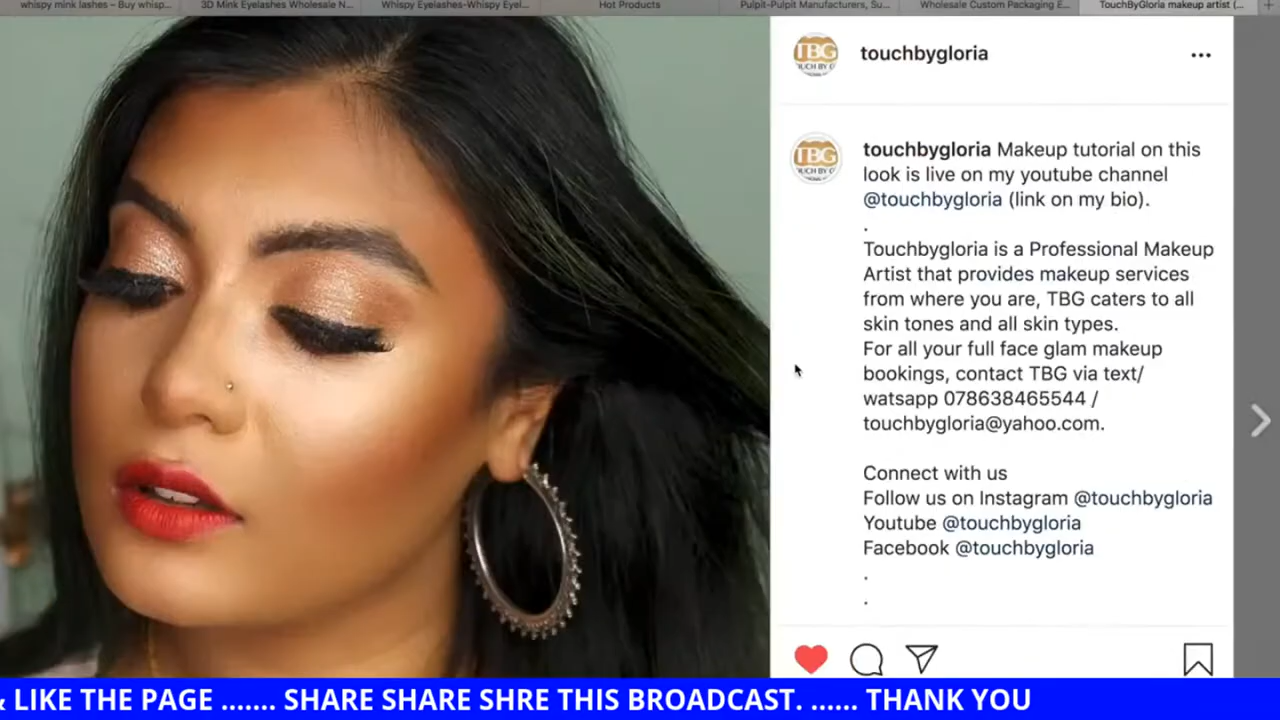 whispy mink lashes – Buy whisp...
3D Mink Eyelashes Wholesale N...
Whispy Eyelashes-Whispy Eyel...
Hot Products
Pulpit-Pulpit Manufacturers, Su...
Wholesale Custom Packaging E...
TouchByGloria makeup artist (...
TBG
touchbygloria
TBG
touchbygloria Makeup tutorial on this
look is live on my youtube channel
@touchbygloria (link on my bio).
.
Touchbygloria is a Professional Makeup
Artist that provides makeup services
from where you are, TBG caters to all
skin tones and all skin types.
For all your full face glam makeup
bookings, contact TBG via text/
watsapp 078638465544 /
touchbygloria@yahoo.com.
Connect with us
Follow us on Instagram @touchbygloria
Youtube @touchbygloria
Facebook @touchbygloria
.
.
& LIKE THE PAGE ....... SHARE SHARE SHRE THIS BROADCAST. ...... THANK YOU